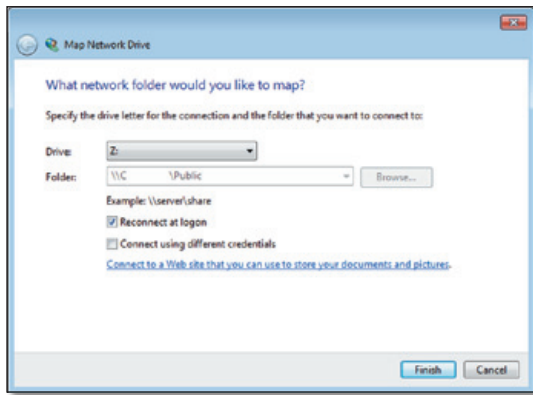 Map Network Drive
What network folder would you like to map?
Specify the drive letter for the connection and the folder that you want to connect to:
Drive: Z:
Folder: \\C \Public Browse...
Example: \\server\share
Reconnect at logon
Connect using different credentials
Connect to a Web site that you can use to store your documents and pictures.
Finish Cancel